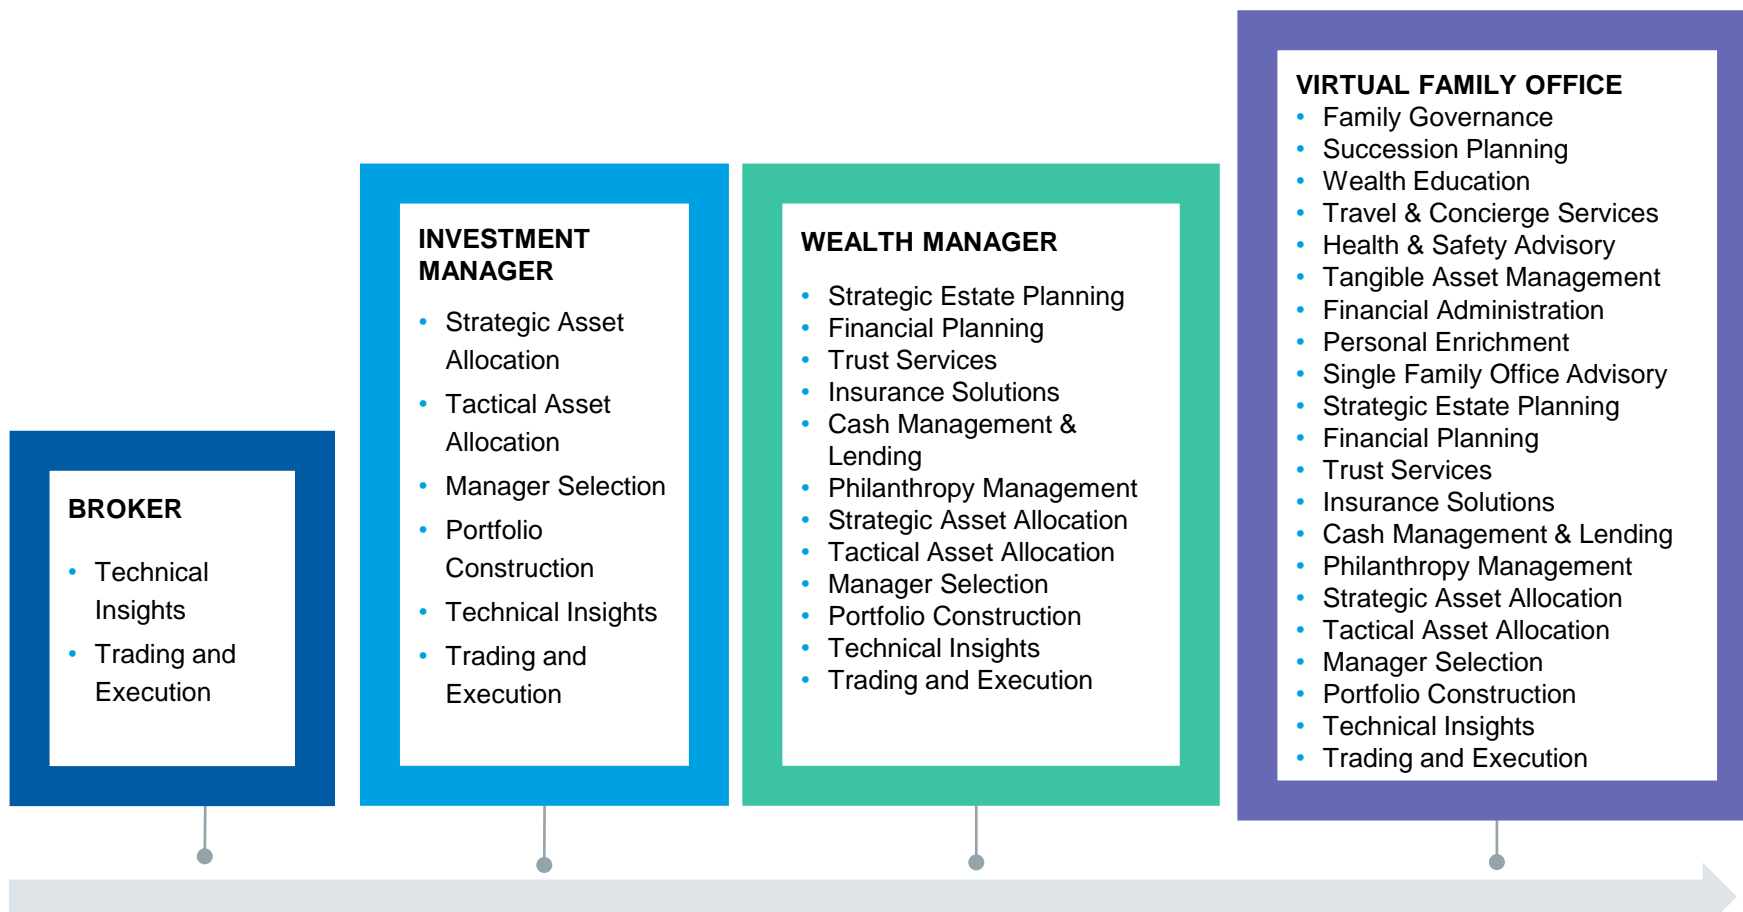 BROKER
• Technical
Insights
• Trading and
Execution
INVESTMENT
MANAGER
• Strategic Asset
Allocation
• Tactical Asset
Allocation
• Manager Selection
• Portfolio
Construction
• Technical Insights
• Trading and
Execution
WEALTH MANAGER
• Strategic Estate Planning
• Financial Planning
• Trust Services
• Insurance Solutions
• Cash Management &
Lending
• Philanthropy Management
• Strategic Asset Allocation
• Tactical Asset Allocation
• Manager Selection
• Portfolio Construction
• Technical Insights
• Trading and Execution
VIRTUAL FAMILY OFFICE
• Family Governance
• Succession Planning
• Wealth Education
• Travel & Concierge Services
• Health & Safety Advisory
• Tangible Asset Management
• Financial Administration
• Personal Enrichment
• Single Family Office Advisory
• Strategic Estate Planning
• Financial Planning
• Trust Services
• Insurance Solutions
• Cash Management & Lending
• Philanthropy Management
• Strategic Asset Allocation
• Tactical Asset Allocation
• Manager Selection
• Portfolio Construction
• Technical Insights
• Trading and Execution